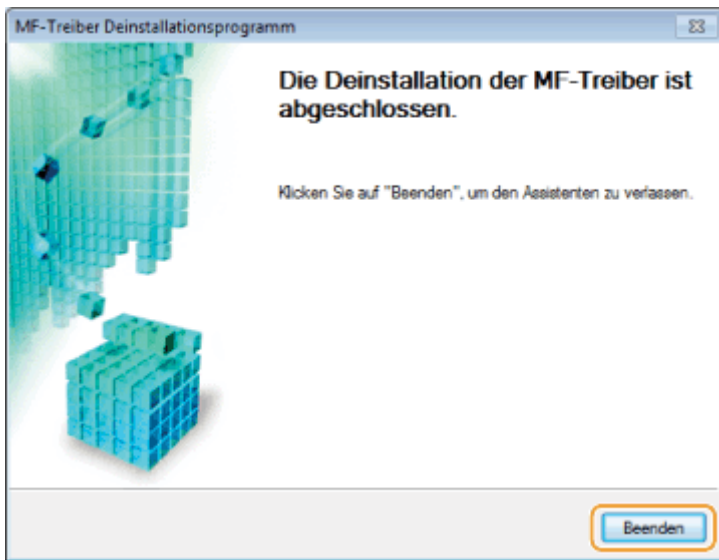 MF-Treiber Deinstallationsprogramm
Die Deinstallation der MF-Treiber ist
abgeschlossen.
Klicken Sie auf "Beenden", um den Assistenten zu verlassen.
Beenden